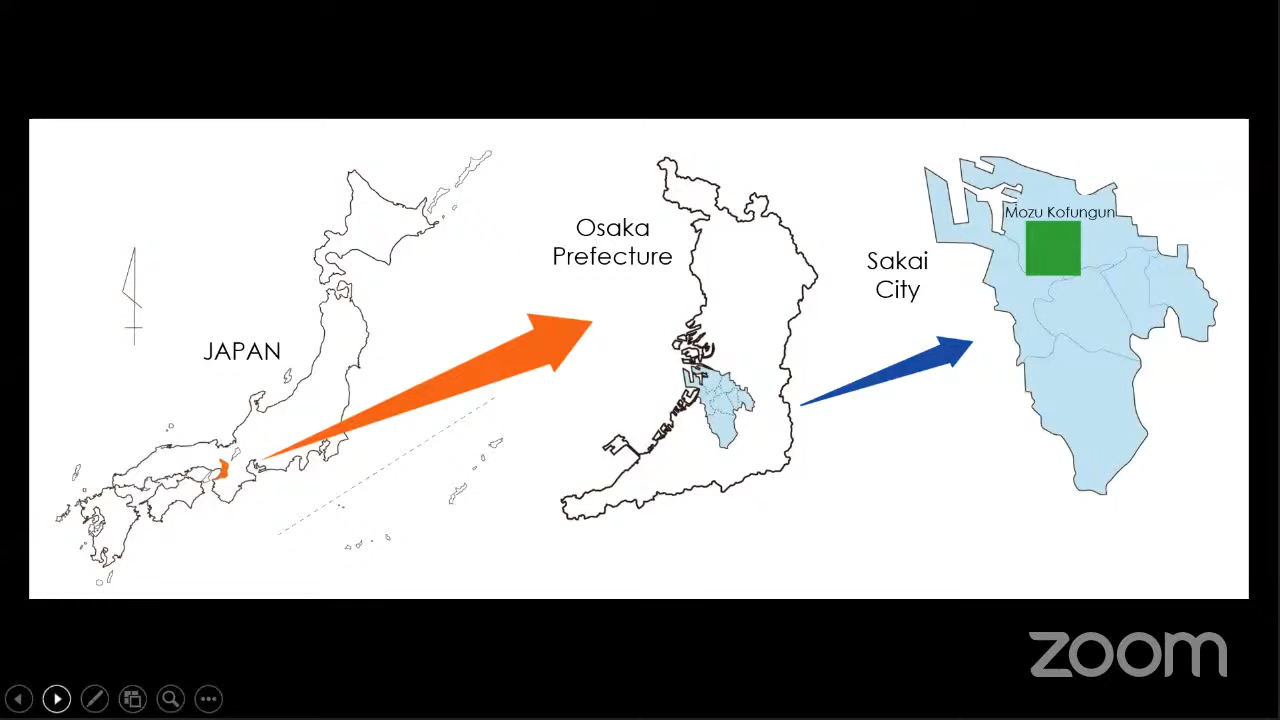 JAPAN
Osaka
Prefecture
Sakai
City
Mozu Kofungun
zoom